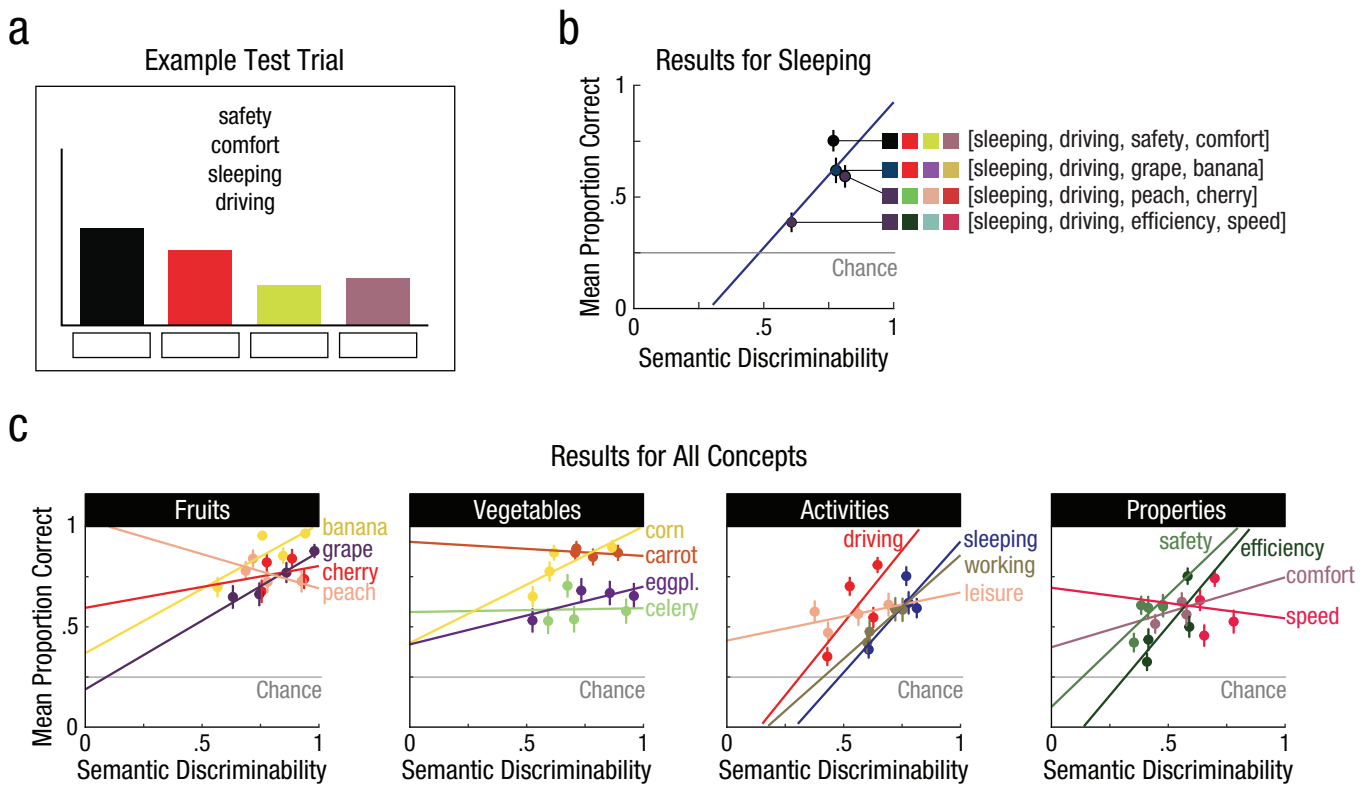 a
Example Test Trial
safety
comfort
sleeping
driving
b
Results for Sleeping
Mean Proportion Correct
1
.5
0
0
.5
1
Chance
Semantic Discriminability
[sleeping, driving, safety, comfort]
[sleeping, driving, grape, banana]
[sleeping, driving, peach, cherry]
[sleeping, driving, efficiency, speed]
c
Results for All Concepts
Mean Proportion Correct
1
.5
0
Fruits
banana
grape
cherry
peach
Chance
0
.5
1
Semantic Discriminability
Vegetables
corn
carrot
eggpl.
celery
Chance
0
.5
1
Semantic Discriminability
Activities
driving
sleeping
working
leisure
Chance
0
.5
1
Semantic Discriminability
Properties
safety
efficiency
comfort
speed
Chance
0
.5
1
Semantic Discriminability